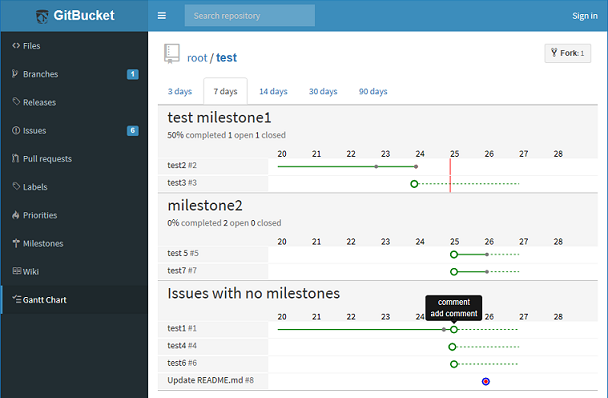 GitBucket
Search repository
Sign in
Files
Branches 1
Releases
Issues 6
Pull requests
Labels
Priorities
Milestones
Wiki
Gantt Chart
root / test
Fork: 1
3 days 7 days 14 days 30 days 90 days
test milestone1
50% completed 1 open 1 closed
20 21 22 23 24 25 26 27 28
test2 #2
test3 #3
milestone2
0% completed 2 open 0 closed
20 21 22 23 24 25 26 27 28
test 5 #5
test7 #7
Issues with no milestones
comment
add comment
20 21 22 23 24 25 26 27 28
test1 #1
test4 #4
test6 #6
Update README.md #8